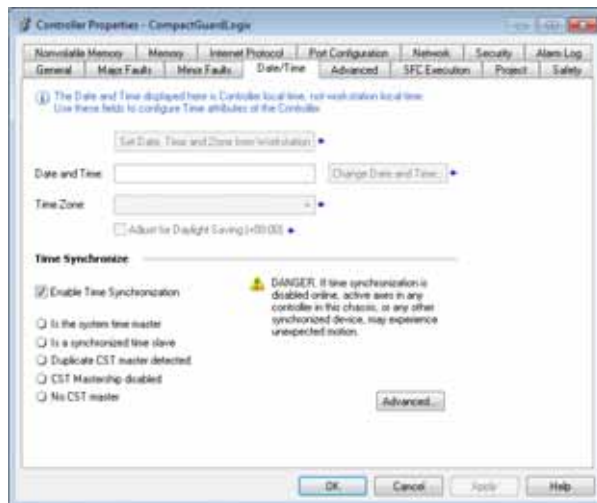 Controller Properties - CompactGuardLogix
Nonvolatile Memory Memory Internet Protocol Port Configuration Network Security Alarm Log
General Major Faults Minor Faults Date/Time Advanced SFC Execution Project Safety
The Date and Time displayed here is Controller local time, not workstation local time.
Use these fields to configure Time attributes of the Controller.
Set Date, Time and Zone from Workstation
Date and Time: Change Date and Time...
Time Zone:
Adjust for Daylight Saving (+00:00)
Time Synchronize
Enable Time Synchronization
DANGER. If time synchronization is
disabled online, active axes in any
controller in this chassis, or any other
synchronized device, may experience
unexpected motion.
Is the system time master
Is a synchronized time slave
Duplicate CST master detected
CST Mastership disabled
No CST master
Advanced...
OK Cancel Apply Help